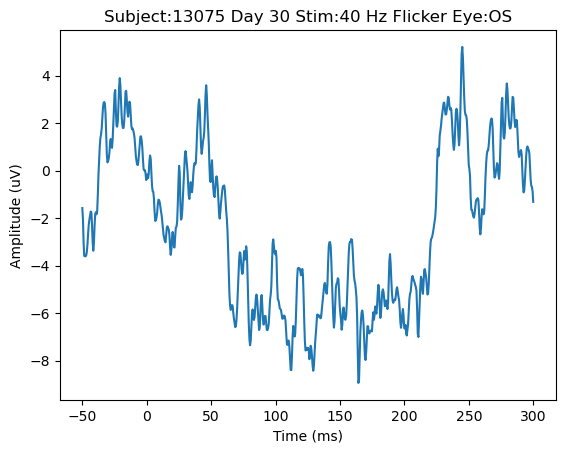 Subject:13075 Day 30 Stim:40 Hz Flicker Eye:OS
4
2
0
−2
−4
−6
−8
Amplitude (uV)
−50 0 50 100 150 200 250 300
Time (ms)